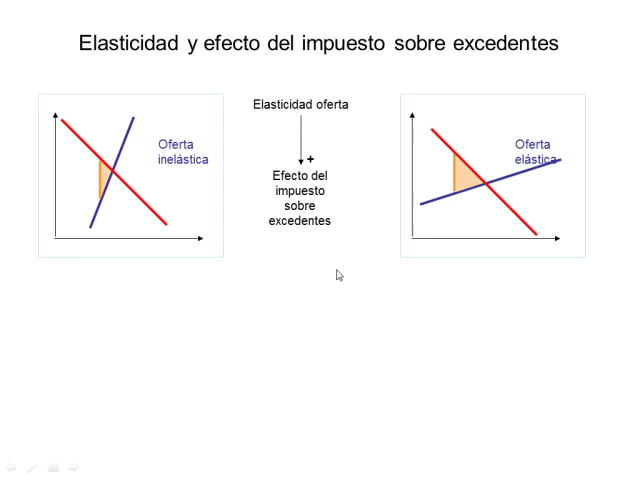 Elasticidad y efecto del impuesto sobre excedentes
Oferta
inelástica
Elasticidad oferta
+
Efecto del
impuesto
sobre
excedentes
Oferta
elástica